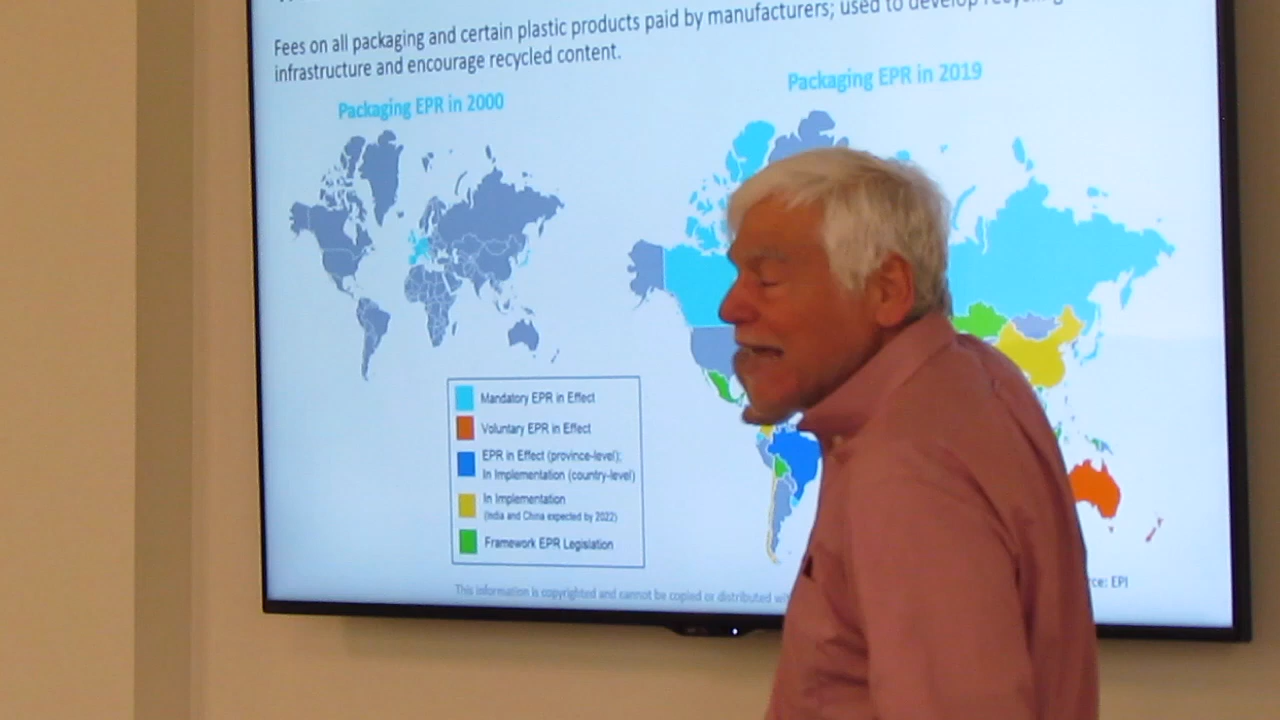 Fees on all packaging and certain plastic products paid by manufacturers; used to develop recycling
infrastructure and encourage recycled content.
Packaging EPR in 2000
Packaging EPR in 2019
Mandatory EPR in Effect
Voluntary EPR in Effect
EPR in Effect (province-level);
In Implementation (country-level)
In Implementation
(India and China expected by 2022)
Framework EPR Legislation
This information is copyrighted and cannot be copied or distributed
: EPI